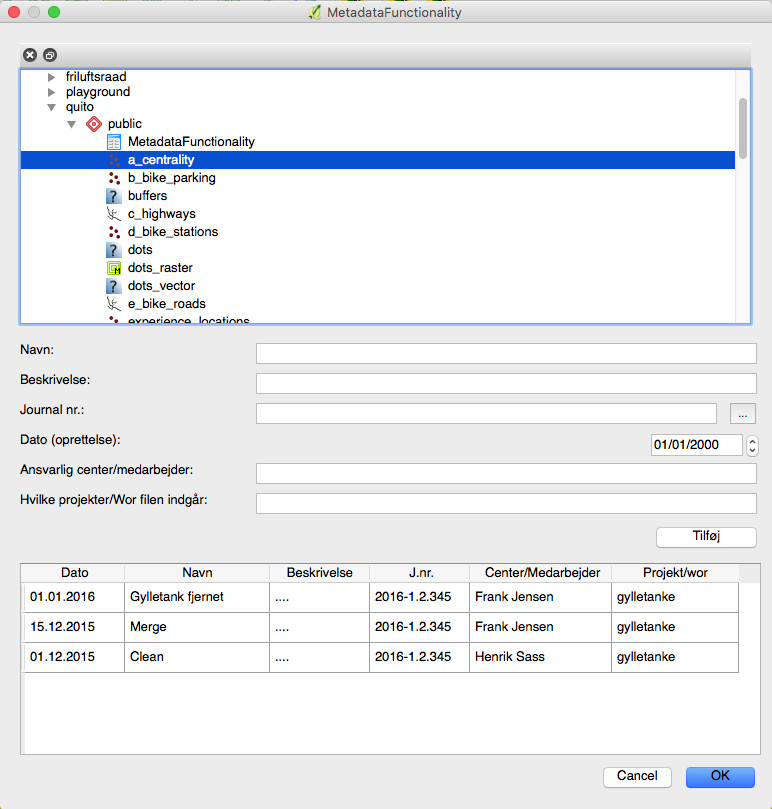 MetadataFunctionality
friluftsraad
playground
quito
public
MetadataFunctionality
a_centrality
b_bike_parking
buffers
c_highways
d_bike_stations
dots
dots_raster
dots_vector
e_bike_roads
experience_locations
Navn:
Beskrivelse:
Journal nr.:
...
Dato (oprettelse):
01/01/2000
Ansvarlig center/medarbejder:
Hvilke projekter/Wor filen indgår:
Tilføj
Dato Navn Beskrivelse J.nr. Center/Medarbejder Projekt/wor
01.01.2016 Gylletank fjernet .... 2016-1.2.345 Frank Jensen gylletanke
15.12.2015 Merge .... 2016-1.2.345 Frank Jensen gylletanke
01.12.2015 Clean .... 2016-1.2.345 Henrik Sass gylletanke
Cancel OK